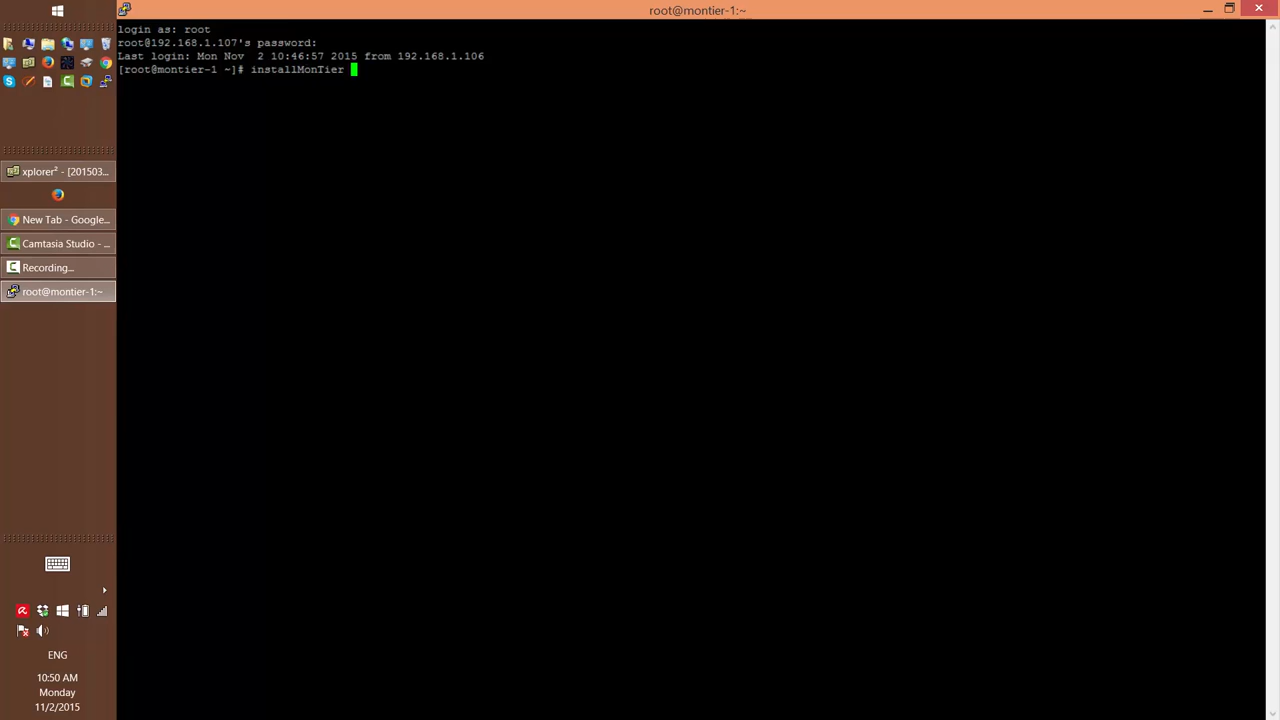 root@montier-1:~
login as: root
root@192.168.1.107's password:
Last login: Mon Nov  2 10:46:57 2015 from 192.168.1.106
[root@montier-1 ~]# installMonTier
xplorer² - [201503...
New Tab - Google...
Camtasia Studio - ...
Recording...
root@montier-1:~
ENG
10:50 AM
Monday
11/2/2015